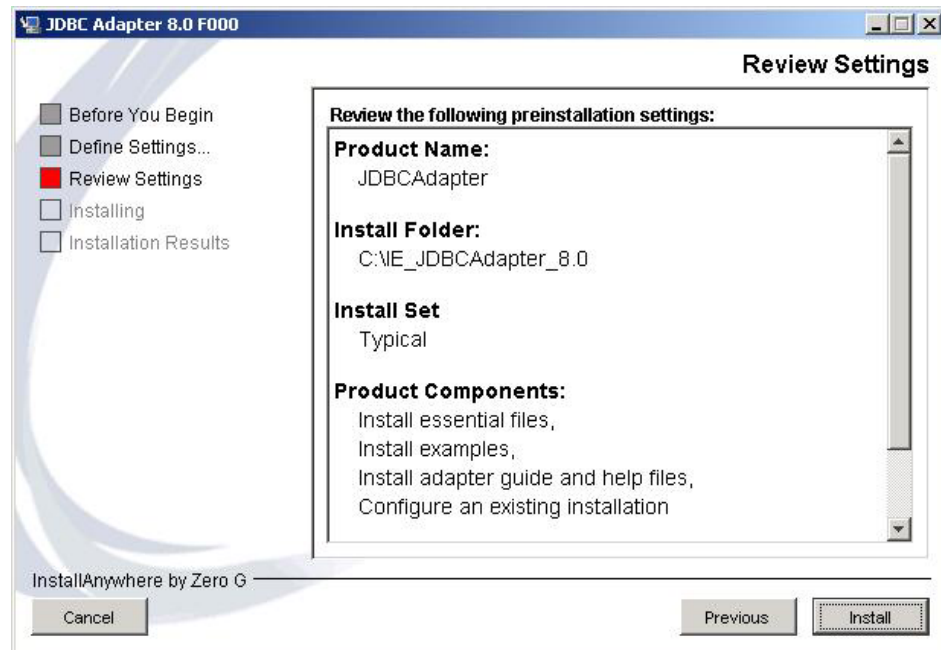 JDBC Adapter 8.0 F000
Review Settings
Before You Begin
Define Settings...
Review Settings
Installing
Installation Results
Review the following preinstallation settings:
Product Name:
JDBCAdapter
Install Folder:
C:\IE_JDBCAdapter_8.0
Install Set
Typical
Product Components:
Install essential files,
Install examples,
Install adapter guide and help files,
Configure an existing installation
InstallAnywhere by Zero G
Cancel
Previous
Install